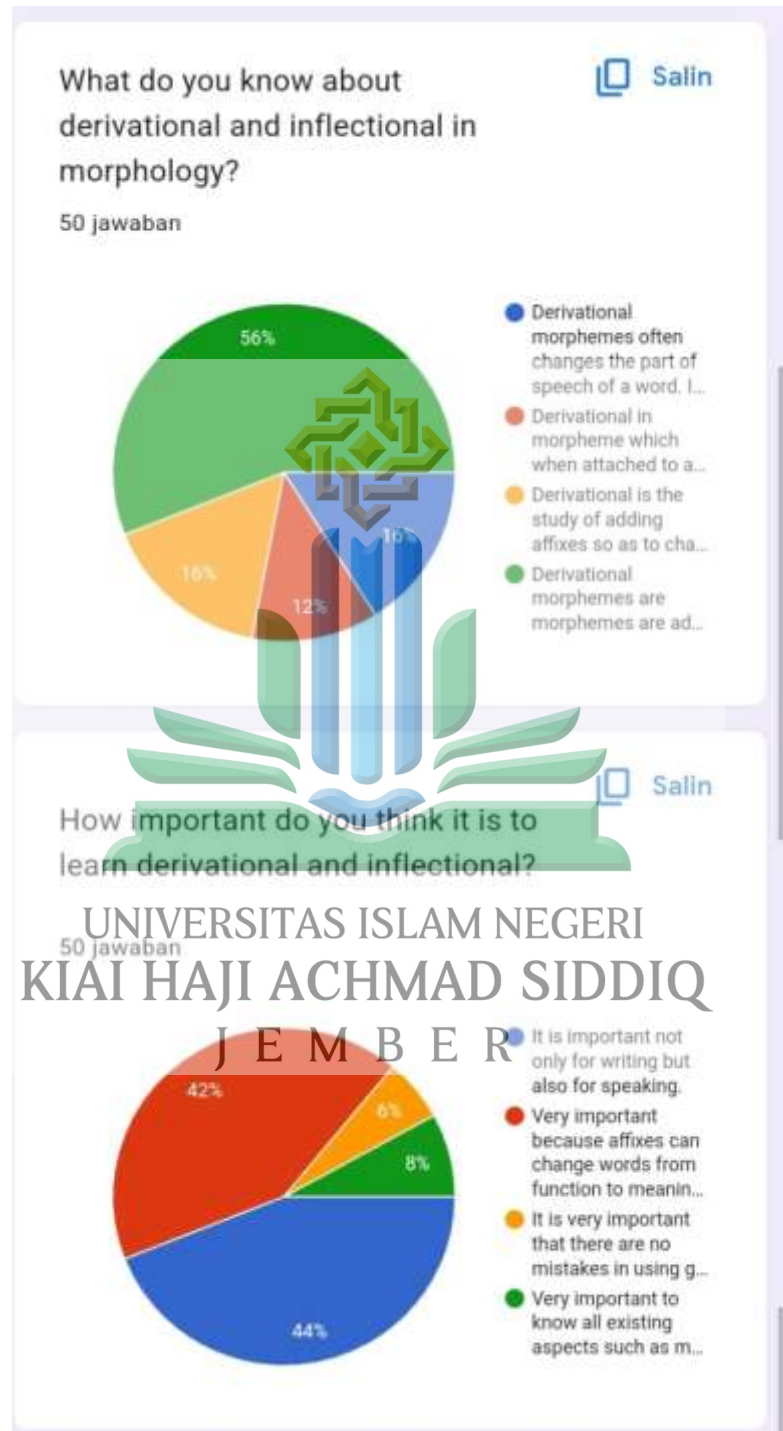 What do you know about
derivational and inflectional in
morphology?
Salin
50 jawaban
56%
16%
12%
16%
Derivational
morphemes often
changes the part of
speech of a word. I...
Derivational in
morpheme which
when attached to a...
Derivational is the
study of adding
affixes so as to cha...
Derivational
morphemes are
morphemes are ad...
How important do you think it is to
learn derivational and inflectional?
Salin
50 jawaban
UNIVERSITAS ISLAM NEGERI
KIAI HAJI ACHMAD SIDDIQ
JEMBER
42%
6%
8%
44%
It is important not
only for writing but
also for speaking.
Very important
because affixes can
change words from
function to meanin...
It is very important
that there are no
mistakes in using g...
Very important to
know all existing
aspects such as m...